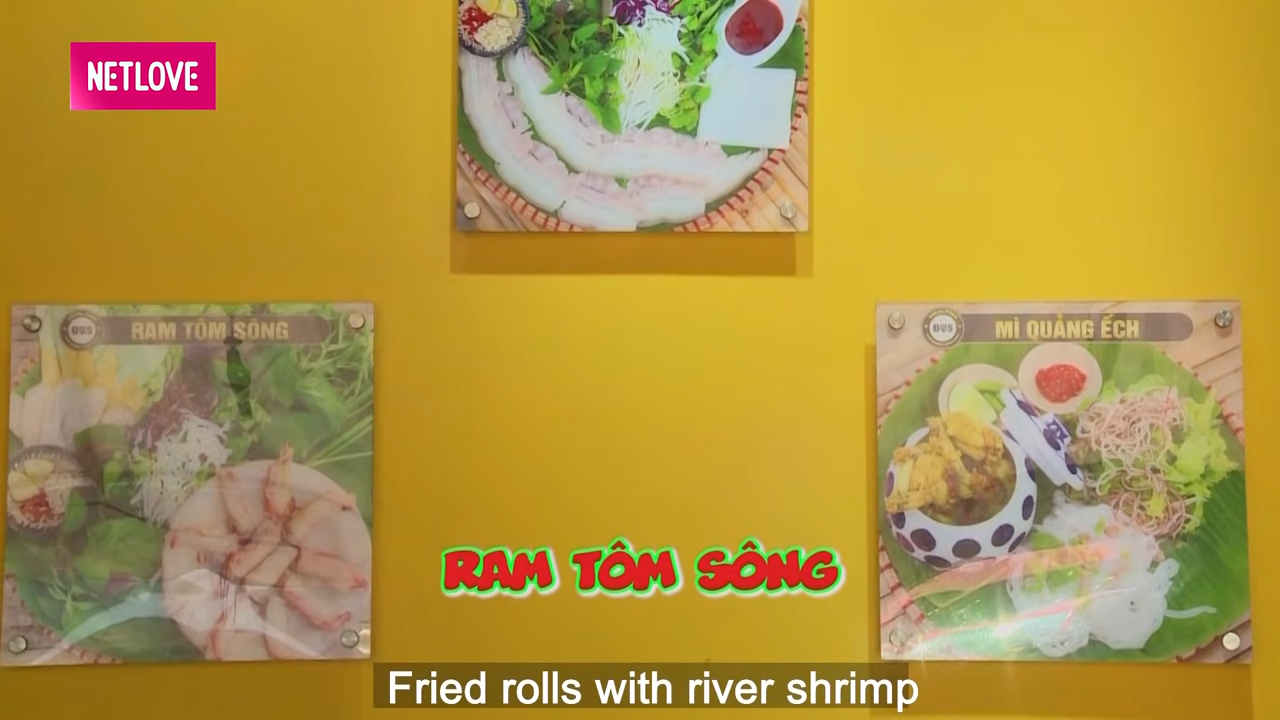 NETLOVE
RAM TÔM SÔNG
MÌ QUẢNG ẾCH
RAM TÔM SÔNG
Fried rolls with river shrimp